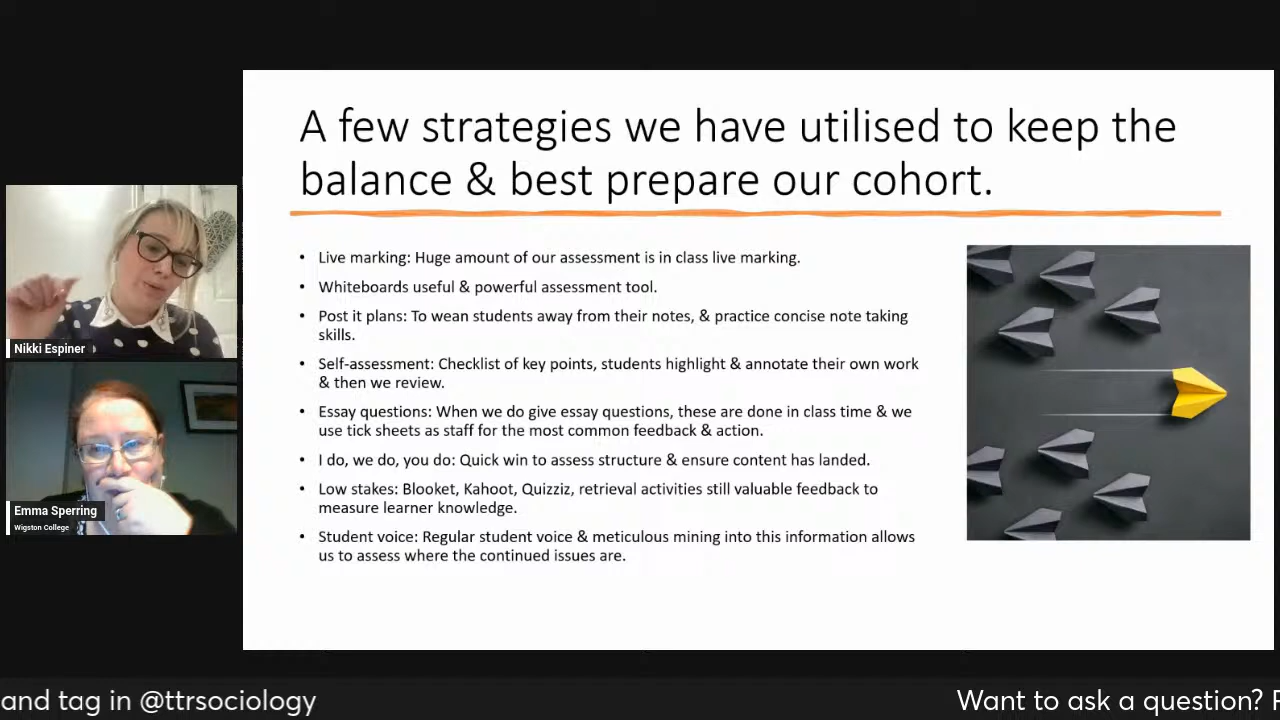 A few strategies we have utilised to keep the
balance & best prepare our cohort.
• Live marking: Huge amount of our assessment is in class live marking.
• Whiteboards useful & powerful assessment tool.
• Post it plans: To wean students away from their notes, & practice concise note taking
skills.
• Self-assessment: Checklist of key points, students highlight & annotate their own work
& then we review.
• Essay questions: When we do give essay questions, these are done in class time & we
use tick sheets as staff for the most common feedback & action.
• I do, we do, you do: Quick win to assess structure & ensure content has landed.
• Low stakes: Blooket, Kahoot, Quizziz, retrieval activities still valuable feedback to
measure learner knowledge.
• Student voice: Regular student voice & meticulous mining into this information allows
us to assess where the continued issues are.
Nikki Espiner
Emma Sperring
Wigston College
and tag in @ttrsociology
Want to ask a question?